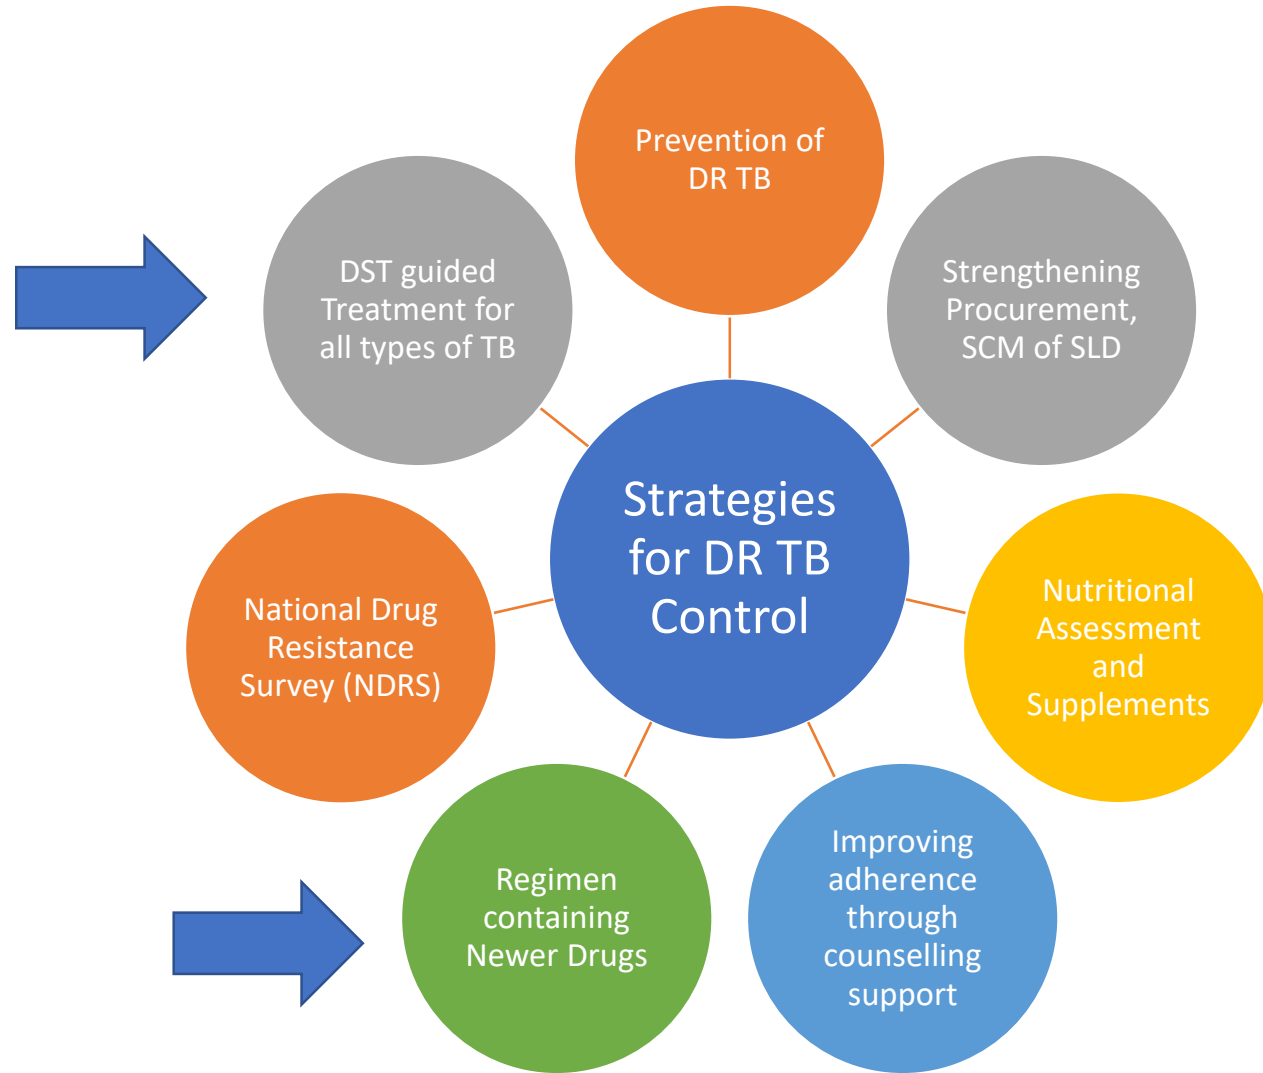 Prevention of
DR TB
DST guided
Treatment for
all types of TB
Strengthening
Procurement,
SCM of SLD
Strategies
for DR TB
Control
National Drug
Resistance
Survey (NDRS)
Nutritional
Assessment
and
Supplements
Regimen
containing
Newer Drugs
Improving
adherence
through
counselling
support